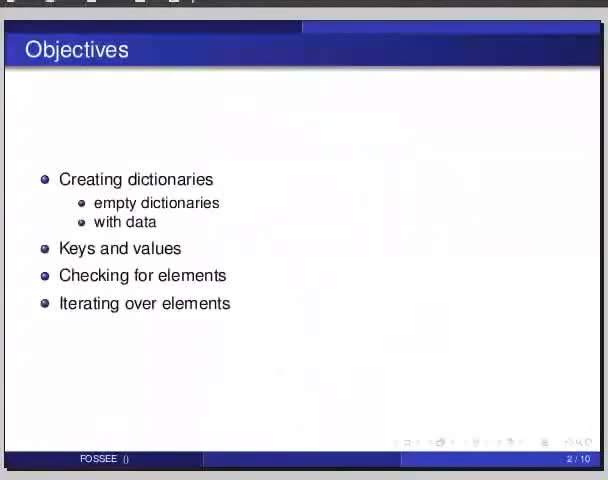 Objectives
Creating dictionaries
empty dictionaries
with data
Keys and values
Checking for elements
Iterating over elements
FOSSEE ()
2 / 10